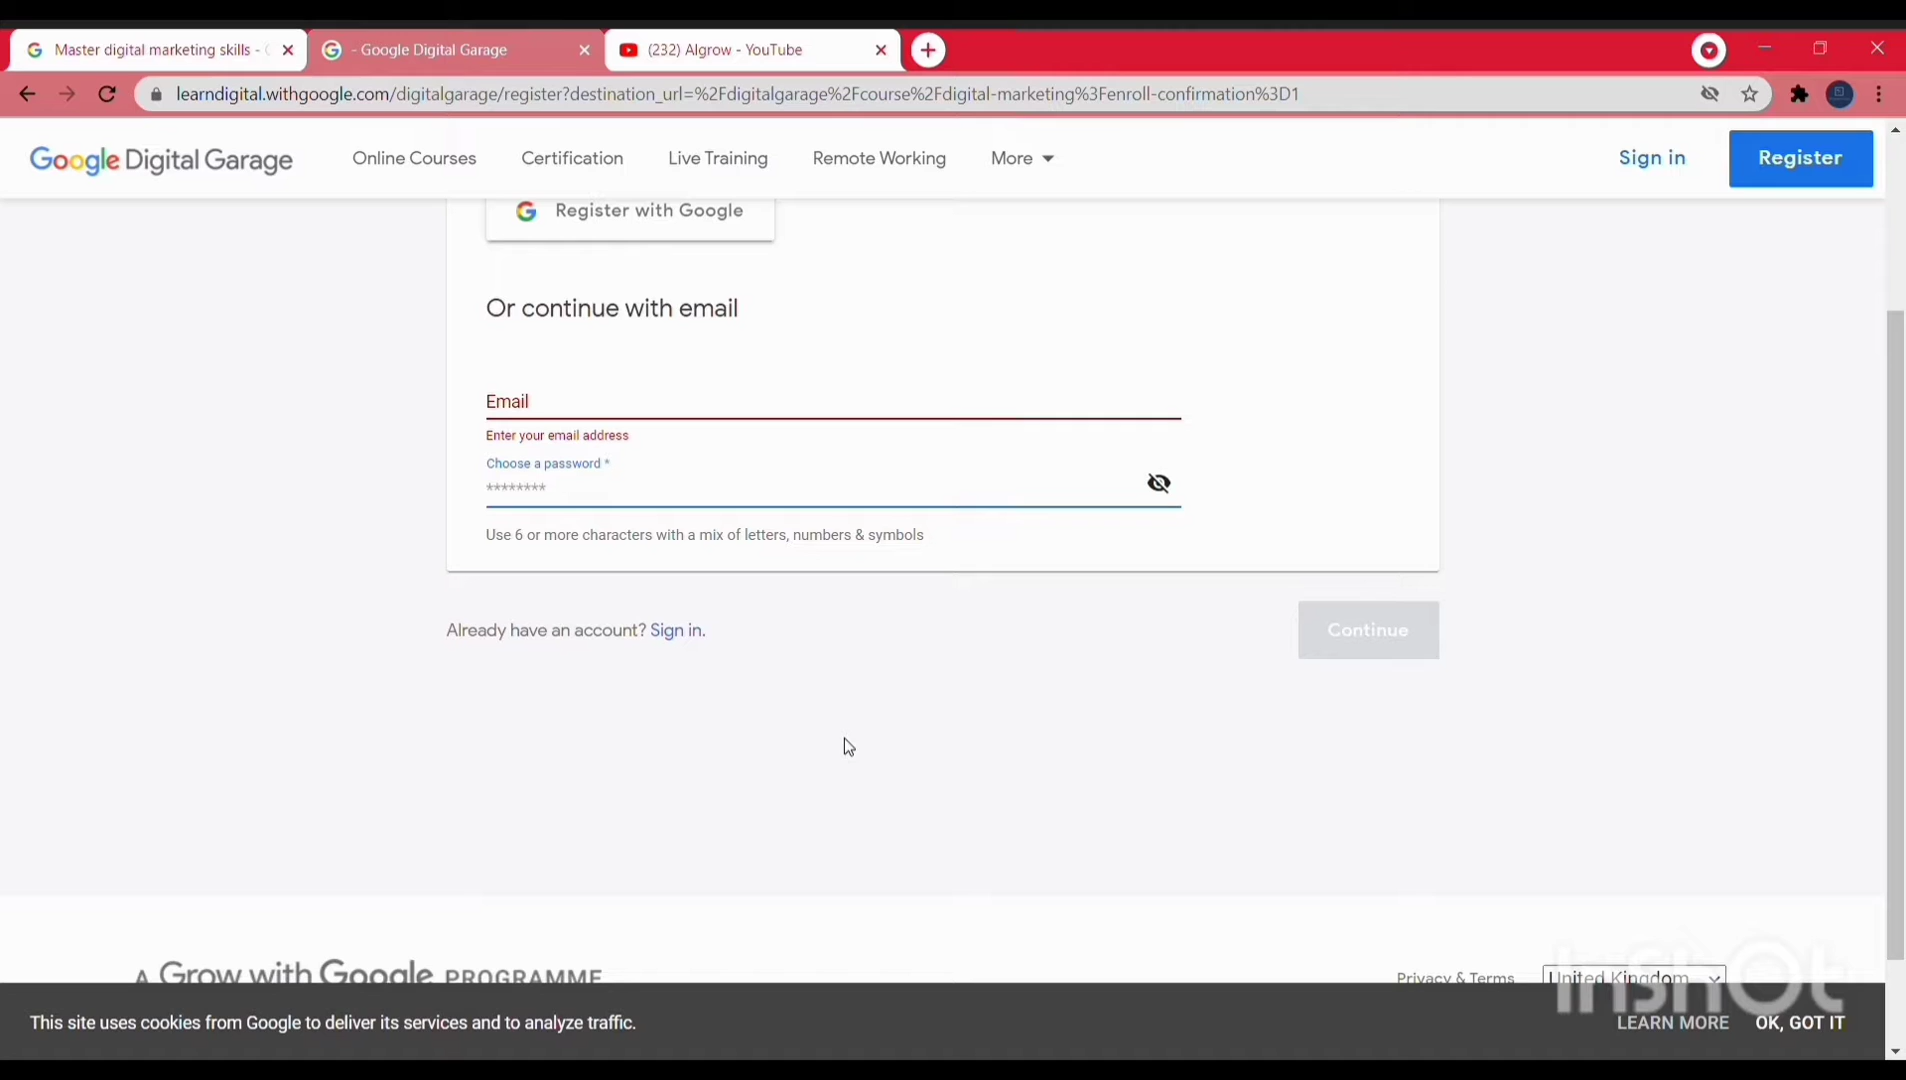 Master digital marketing skills -
- Google Digital Garage
(232) Algrow - YouTube
learndigital.withgoogle.com/digitalgarage/register?destination_url=%2Fdigitalgarage%2Fcourse%2Fdigital-marketing%3Fenroll-confirmation%3D1
Google Digital Garage
Online Courses
Certification
Live Training
Remote Working
More
Sign in
Register
Register with Google
Or continue with email
Email
Enter your email address
Choose a password *
********
Use 6 or more characters with a mix of letters, numbers & symbols
Already have an account? Sign in.
Continue
A Grow with Google PROGRAMME
Privacy & Terms
United Kingdom
InShOt
This site uses cookies from Google to deliver its services and to analyze traffic.
LEARN MORE
OK, GOT IT